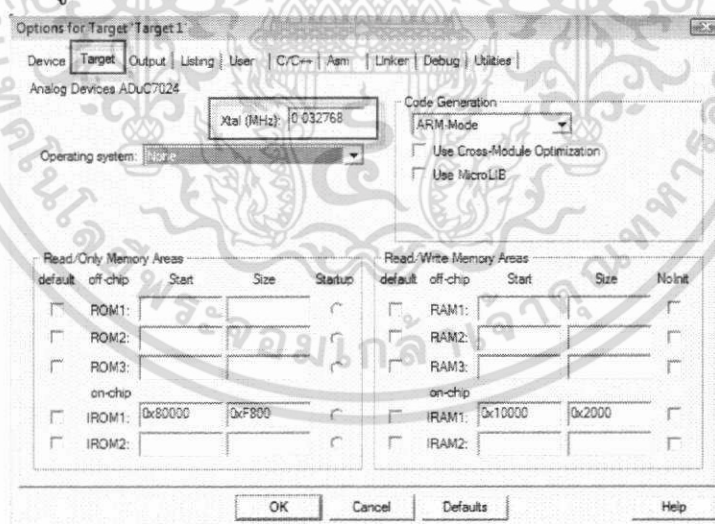 Options for Target 'Target 1'
Device Target Output Listing User C/C++ Asm Linker Debug Utilities
Analog Devices ADuC7024
Xtal (MHz): 0.032768
Operating system: None
Code Generation
ARM-Mode
Use Cross-Module Optimization
Use MicroLIB
Read/Only Memory Areas
default off-chip Start Size Startup
ROM1:
ROM2:
ROM3:
on-chip
IROM1: 0x80000 0xF800
IROM2:
Read/Write Memory Areas
default off-chip Start Size NoInit
RAM1:
RAM2:
RAM3:
on-chip
IRAM1: 0x10000 0x2000
IRAM2:
OK Cancel Defaults Help